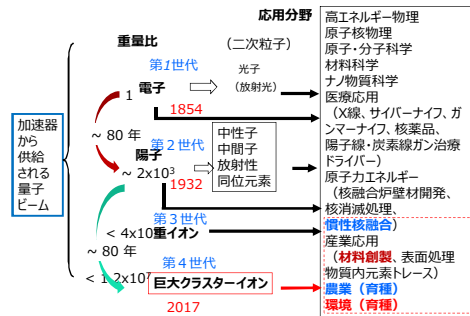 応用分野
重量比
(二次粒子)
第1世代
電子
1
光子
(放射光)
1854
~ 80 年
第２世代
陽子
~ 2x10³
1932
中性子
中間子
放射性
同位元素
加速器
から
供給
される
量子
ビーム
第３世代
< 4x10
重イオン
~ 80 年
第４世代
< 1.2x10⁷
巨大クラスターイオン
2017
高エネルギー物理
原子核物理
原子・分子科学
材料科学
ナノ物質科学
医療応用
（X線、サイバーナイフ、ガ
ンマーナイフ、核薬品、
陽子線・炭素線ガン治療
ドライバー）
原子力エネルギー
（核融合炉壁材開発、
核消滅処理、
慣性核融合）
産業応用
（材料創製、表面処理
物質内元素トレース）
農業（育種）
環境（育種）